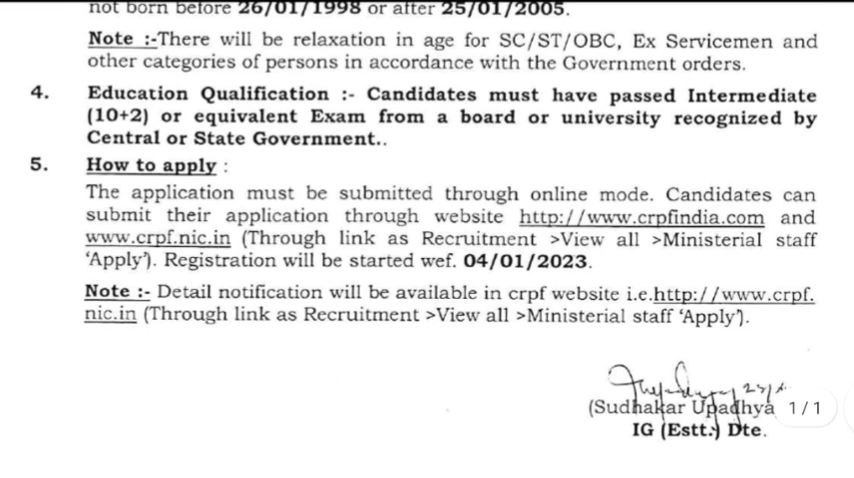 not born before 26/01/1998 or after 25/01/2005.
Note :-There will be relaxation in age for SC/ST/OBC, Ex Servicemen and
other categories of persons in accordance with the Government orders.
4. Education Qualification :- Candidates must have passed Intermediate
(10+2) or equivalent Exam from a board or university recognized by
Central or State Government..
5. How to apply :
The application must be submitted through online mode. Candidates can
submit their application through website http://www.crpfindia.com and
www.crpf.nic.in (Through link as Recruitment >View all >Ministerial staff
‘Apply’). Registration will be started wef. 04/01/2023.
Note :- Detail notification will be available in crpf website i.e.http://www.crpf.
nic.in (Through link as Recruitment >View all >Ministerial staff ‘Apply’).
(Sudhakar Upadhya 1/1
IG (Estt.) Dte.